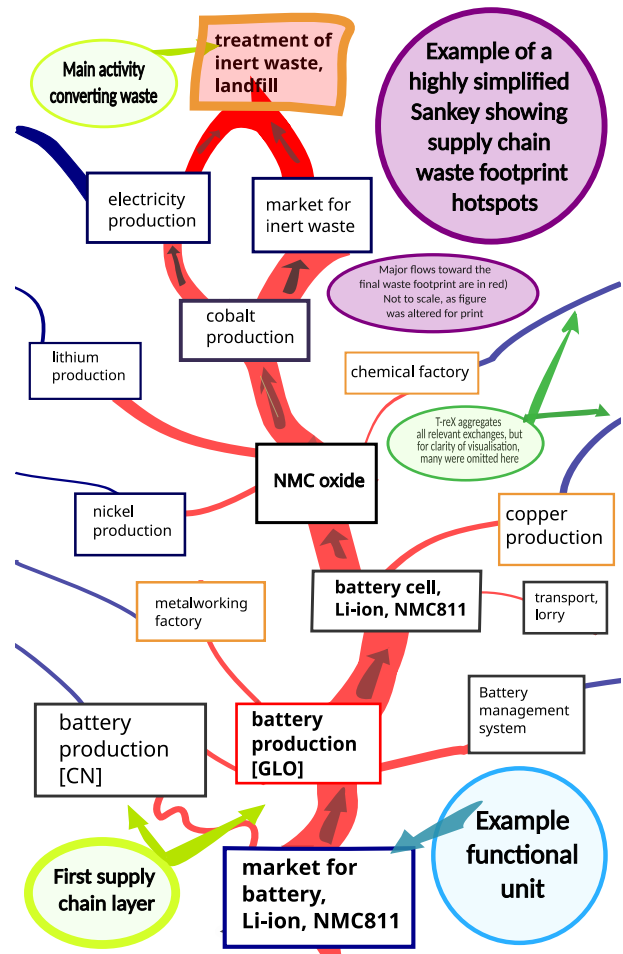 treatment of
inert waste,
landfill
Main activity
converting waste
Example of a
highly simplified
Sankey showing
supply chain
waste footprint
hotspots
electricity
production
market for
inert waste
Major flows toward the
final waste footprint are in red)
Not to scale, as figure
was altered for print
cobalt
production
lithium
production
chemical factory
T-reX aggregates
all relevant exchanges, but
for clarity of visualisation,
many were omitted here
NMC oxide
nickel
production
copper
production
battery cell,
Li-ion, NMC811
transport,
lorry
metalworking
factory
Battery
management
system
battery
production
[CN]
battery
production
[GLO]
Example
functional
unit
First supply
chain layer
market for
battery,
Li-ion, NMC811